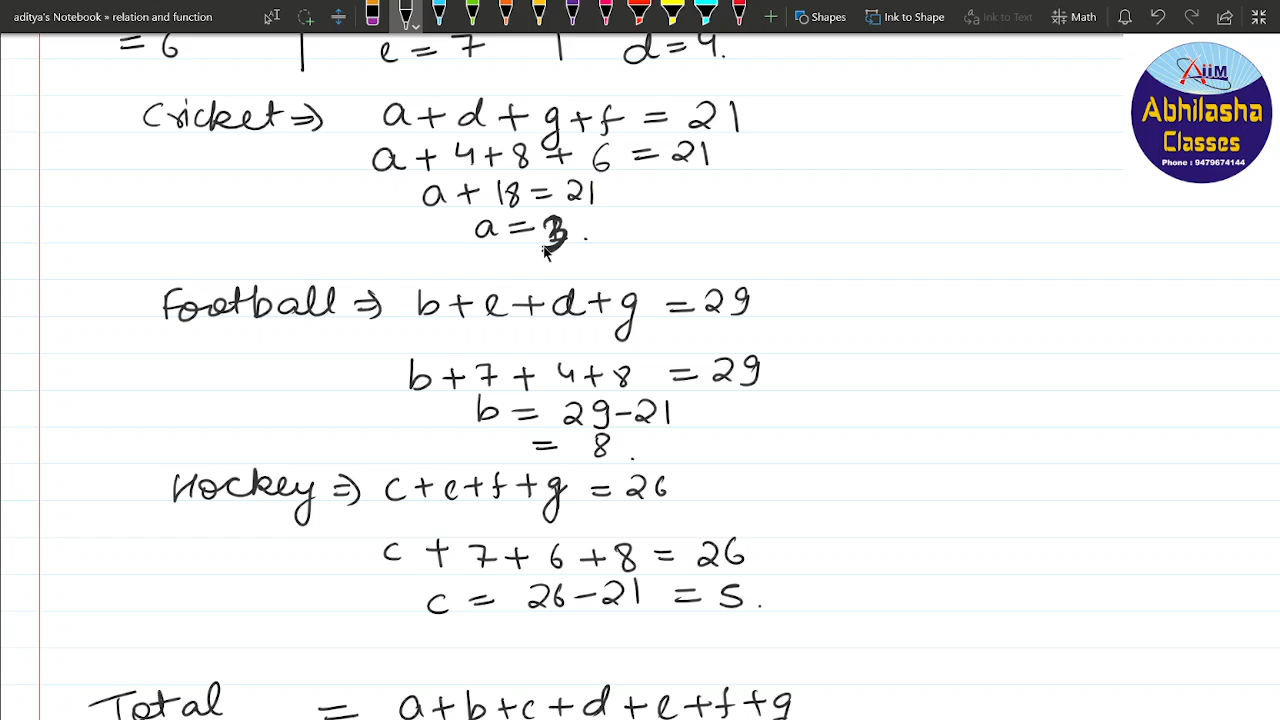 aditya's Notebook » relation and function
Shapes
Ink to Shape
Ink to Text
Math
= 6 | e = 7 | d = 4.
Cricket ⇒ a + d + g + f = 21
a + 4 + 8 + 6 = 21
a + 18 = 21
a = 3.
AiiM
Abhilasha
Classes
Phone : 9479674144
Football ⇒ b + e + d + g = 29
b + 7 + 4 + 8 = 29
b = 29 - 21
= 8.
Hockey ⇒ c + e + f + g = 26
c + 7 + 6 + 8 = 26
c = 26 - 21 = 5.
Total = a + b + c + d + e + f + g